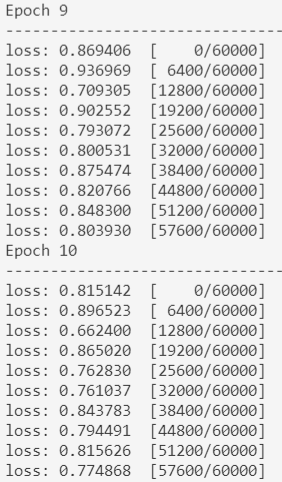 Epoch 9
-------------------------------
loss: 0.869406  [    0/60000]
loss: 0.936969  [ 6400/60000]
loss: 0.709305  [12800/60000]
loss: 0.902552  [19200/60000]
loss: 0.793072  [25600/60000]
loss: 0.800531  [32000/60000]
loss: 0.875474  [38400/60000]
loss: 0.820766  [44800/60000]
loss: 0.848300  [51200/60000]
loss: 0.803930  [57600/60000]
Epoch 10
-------------------------------
loss: 0.815142  [    0/60000]
loss: 0.896523  [ 6400/60000]
loss: 0.662400  [12800/60000]
loss: 0.865020  [19200/60000]
loss: 0.762830  [25600/60000]
loss: 0.761037  [32000/60000]
loss: 0.843783  [38400/60000]
loss: 0.794491  [44800/60000]
loss: 0.815626  [51200/60000]
loss: 0.774868  [57600/60000]